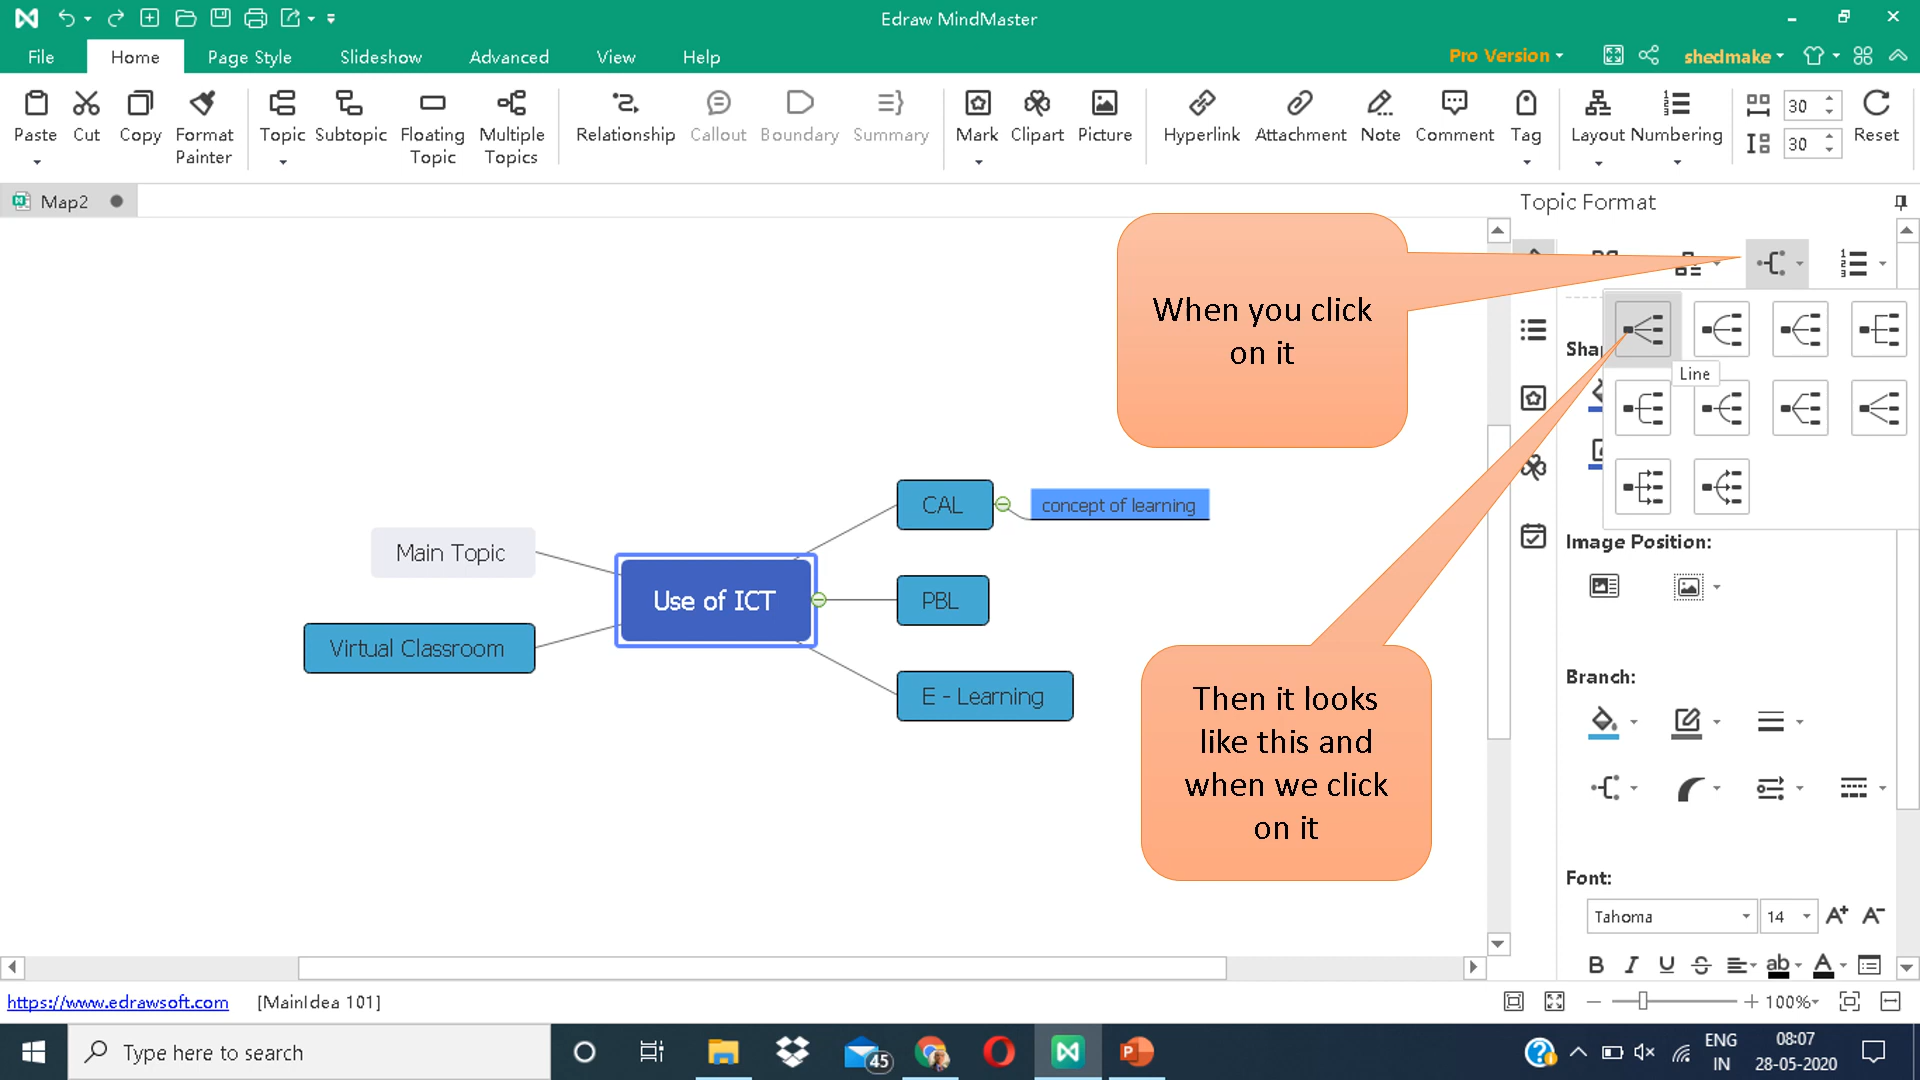 Edraw MindMaster
File
Home
Page Style
Slideshow
Advanced
View
Help
Pro Version
shedmake
Paste
Cut
Copy
Format
Painter
Topic
Subtopic
Floating
Topic
Multiple
Topics
Relationship
Callout
Boundary
Summary
Mark
Clipart
Picture
Hyperlink
Attachment
Note
Comment
Tag
Layout
Numbering
30
30
Reset
Map2
Topic Format
When you click
on it
Line
Sha
CAL
concept of learning
Main Topic
Use of ICT
PBL
Virtual Classroom
E - Learning
Then it looks
like this and
when we click
on it
Image Position:
Branch:
Font:
Tahoma
14
A+
A-
B I U S ab A
https://www.edrawsoft.com
[MainIdea 101]
100%
Type here to search
45
ENG
IN
08:07
28-05-2020